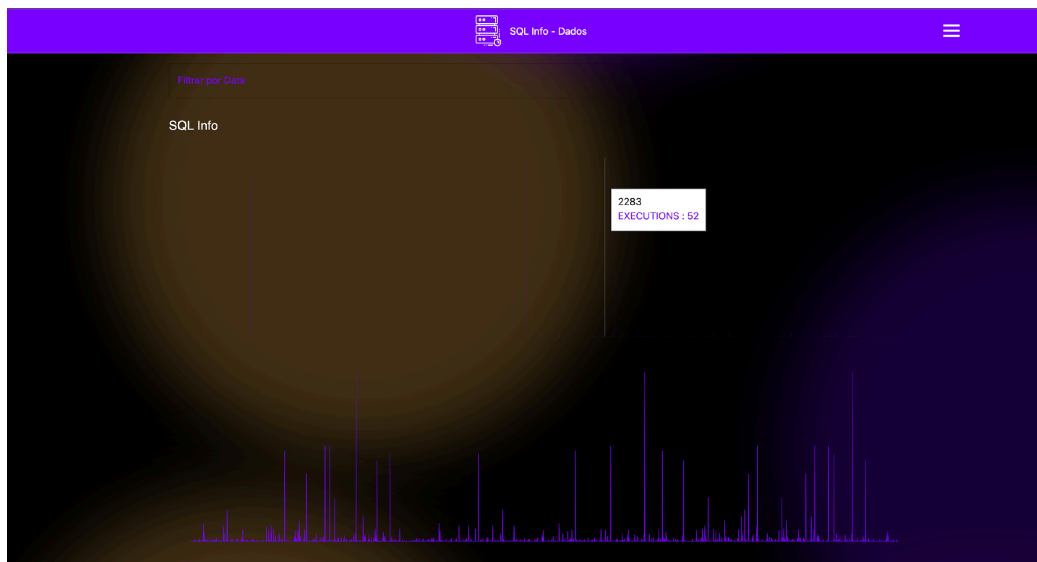 SQL Info - Dados
Filtrar por Data
SQL Info
2283
EXECUTIONS : 52